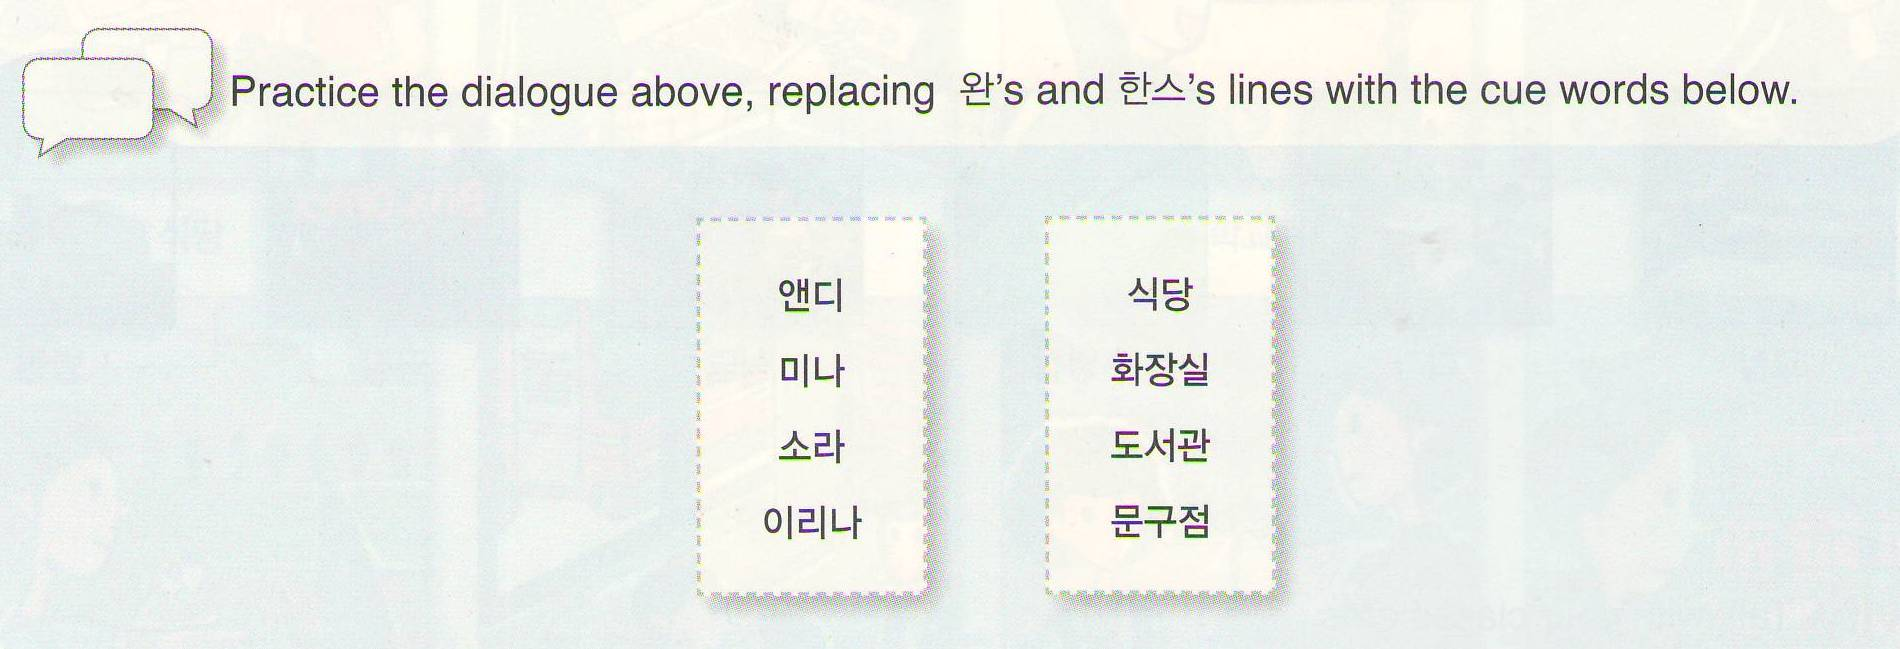 Practice the dialogue above, replacing 완's and 한스's lines with the cue words below.
앤디
미나
소라
이리나
식당
화장실
도서관
문구점